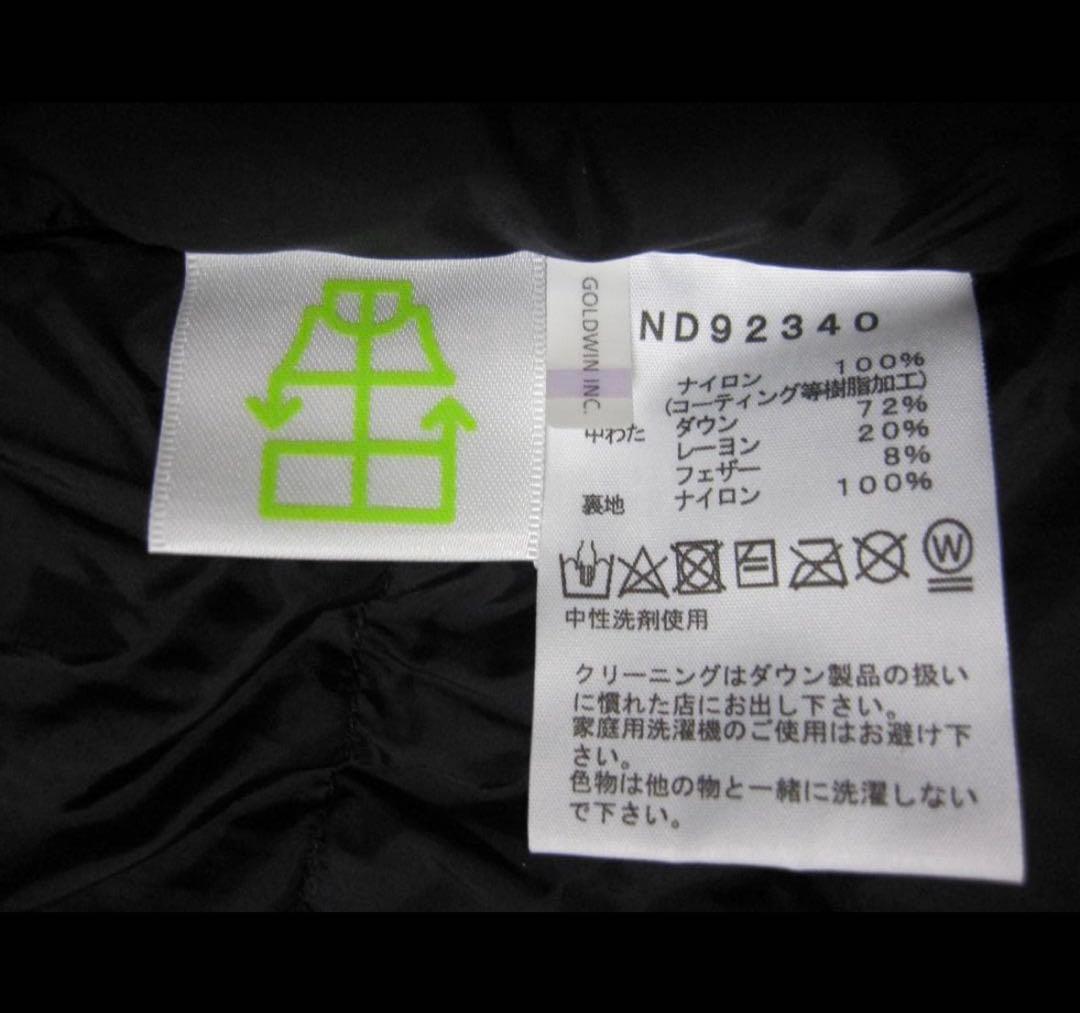 GOLDWIN INC.
ND92340
ナイロン 100%
(コーティング等樹脂加工)
中わた ダウン 72%
レーヨン 20%
フェザー 8%
裏地 ナイロン 100%
W
中性洗剤使用
クリーニングはダウン製品の扱い
に慣れた店にお出し下さい。
家庭用洗濯機のご使用はお避け下
さい。
色物は他の物と一緒に洗濯しない
で下さい。